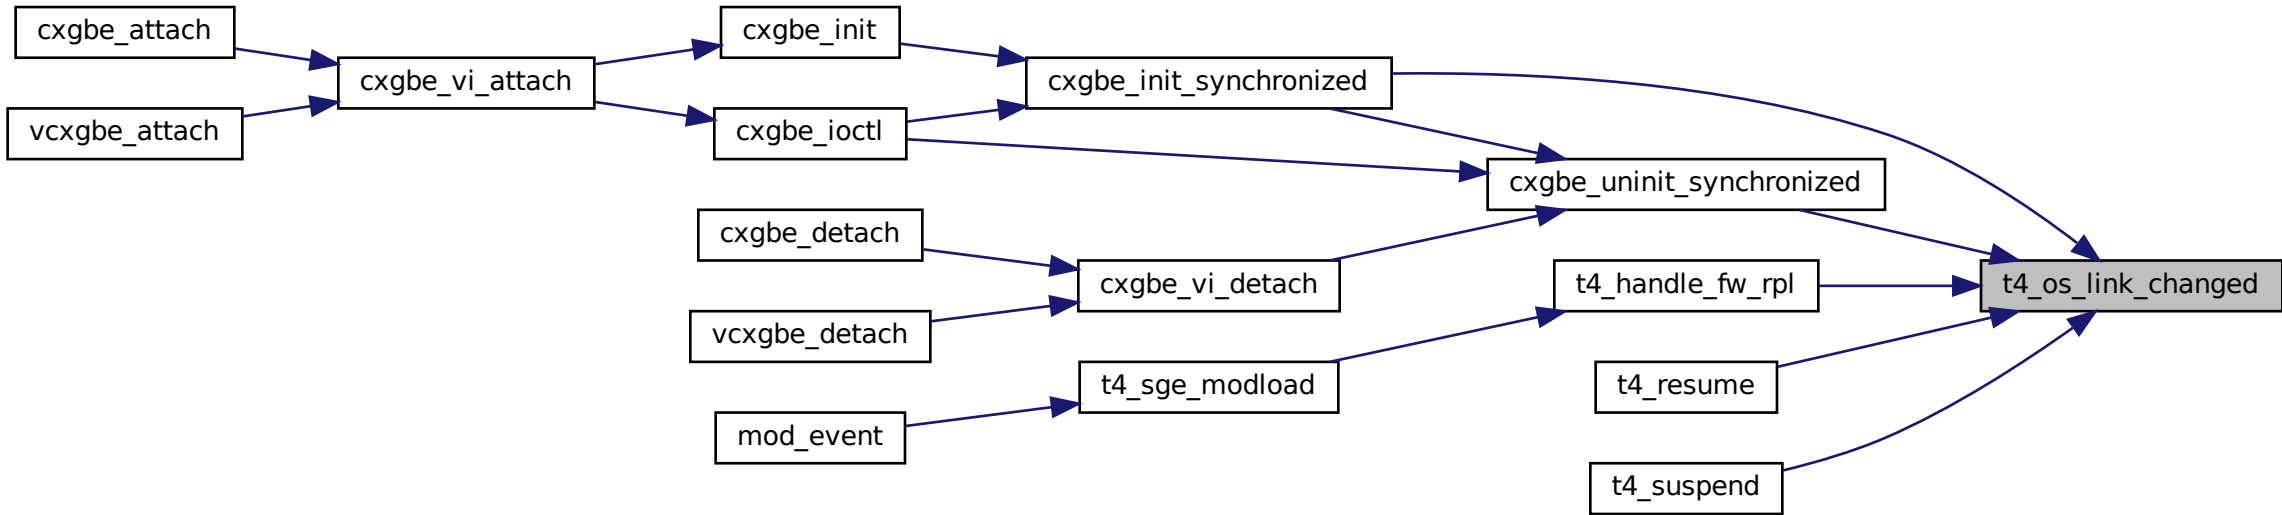 cxgbe_attach
vcxgbe_attach
cxgbe_vi_attach
cxgbe_init
cxgbe_ioctl
cxgbe_init_synchronized
cxgbe_uninit_synchronized
cxgbe_detach
vcxgbe_detach
cxgbe_vi_detach
t4_handle_fw_rpl
t4_os_link_changed
t4_sge_modload
mod_event
t4_resume
t4_suspend